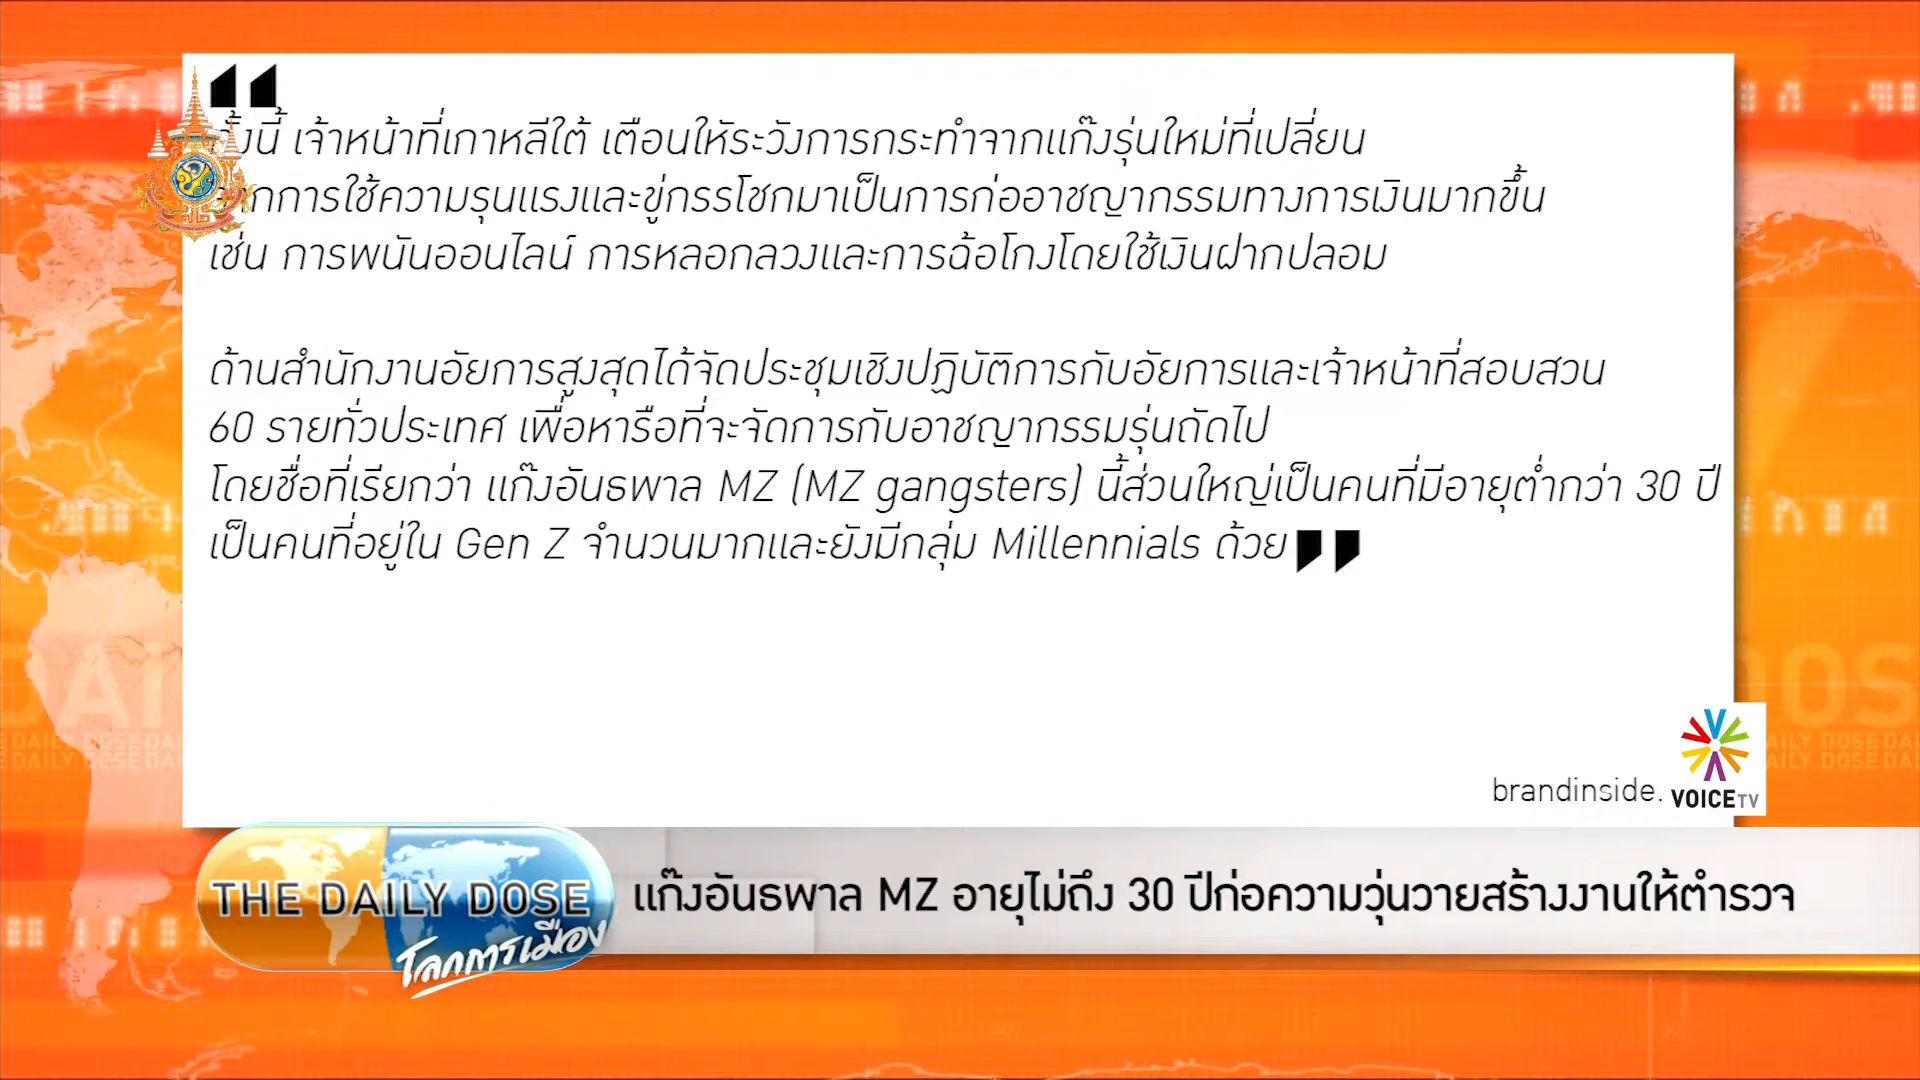 เจ้าหน้าที่เกาหลีใต้ เตือนให้ระวังการกระทำจากแก๊งรุ่นใหม่ที่เปลี่ยน
การใช้ความรุนแรงและขู่กรรโชกมาเป็นการก่ออาชญากรรมทางการเงินมากขึ้น
เช่น การพนันออนไลน์ การหลอกลวงและการฉ้อโกงโดยใช้เงินฝากปลอม
ด้านสำนักงานอัยการสูงสุดได้จัดประชุมเชิงปฏิบัติการกับอัยการและเจ้าหน้าที่สอบสวน
60 รายทั่วประเทศ เพื่อหารือที่จะจัดการกับอาชญากรรมรุ่นถัดไป
โดยชื่อที่เรียกว่า แก๊งอันธพาล MZ (MZ gangsters) นี้ส่วนใหญ่เป็นคนที่มีอายุต่ำกว่า 30 ปี
เป็นคนที่อยู่ใน Gen Z จำนวนมากและยังมีกลุ่ม Millennials ด้วย"
brandinside.
VOICE TV
THE DAILY DOSE
โลกการเมือง
แก๊งอันธพาล MZ อายุไม่ถึง 30 ปีก่อความวุ่นวายสร้างงานให้ตำรวจ